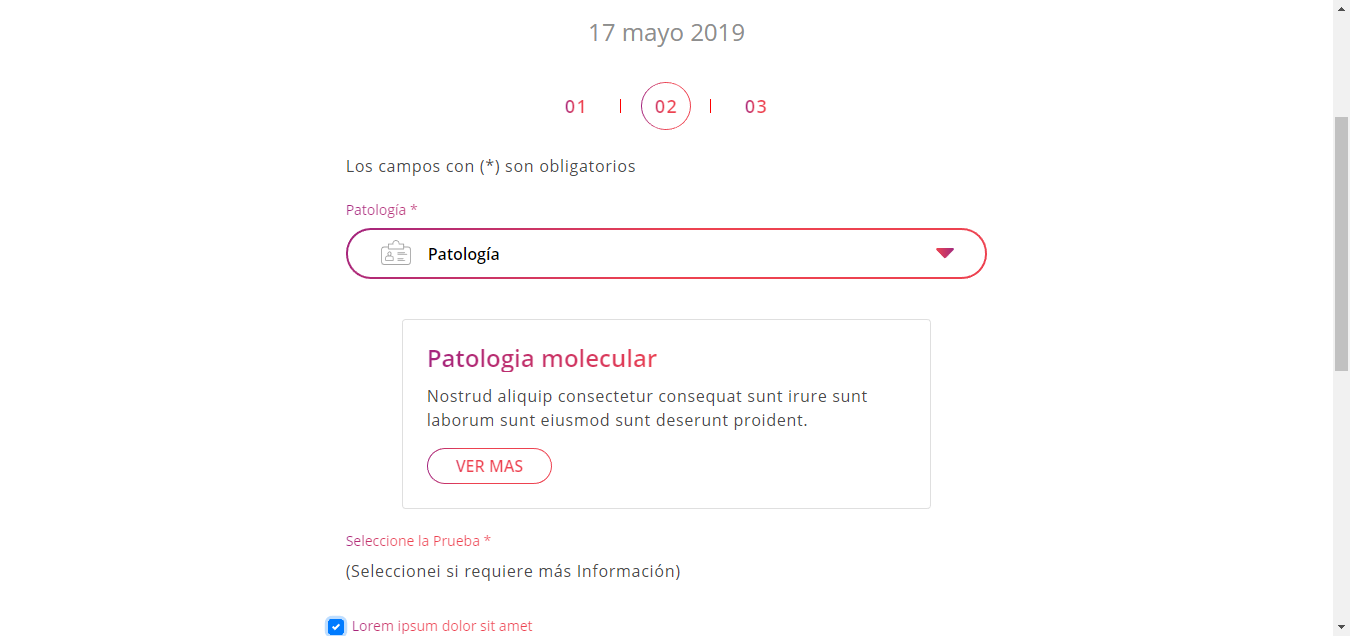 17 mayo 2019
01 | 02 | 03
Los campos con (*) son obligatorios
Patología *
Patología
Patologia molecular
Nostrud aliquip consectetur consequat sunt irure sunt
laborum sunt eiusmod sunt deserunt proident.
VER MAS
Seleccione la Prueba *
(Seleccionei si requiere más Información)
Lorem ipsum dolor sit amet